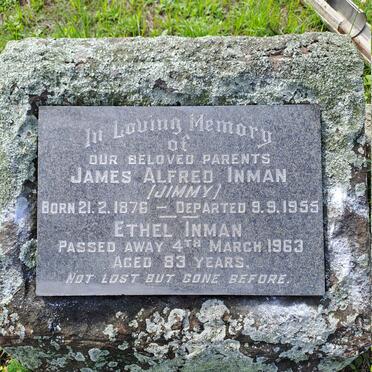 In Loving Memory
of
OUR BELOVED PARENTS
JAMES ALFRED INMAN
(JIMMY)
BORN 21.2.1876 — DEPARTED 9.9.1955
ETHEL INMAN
PASSED AWAY 4TH MARCH 1963
AGED 83 YEARS.
NOT LOST BUT GONE BEFORE.